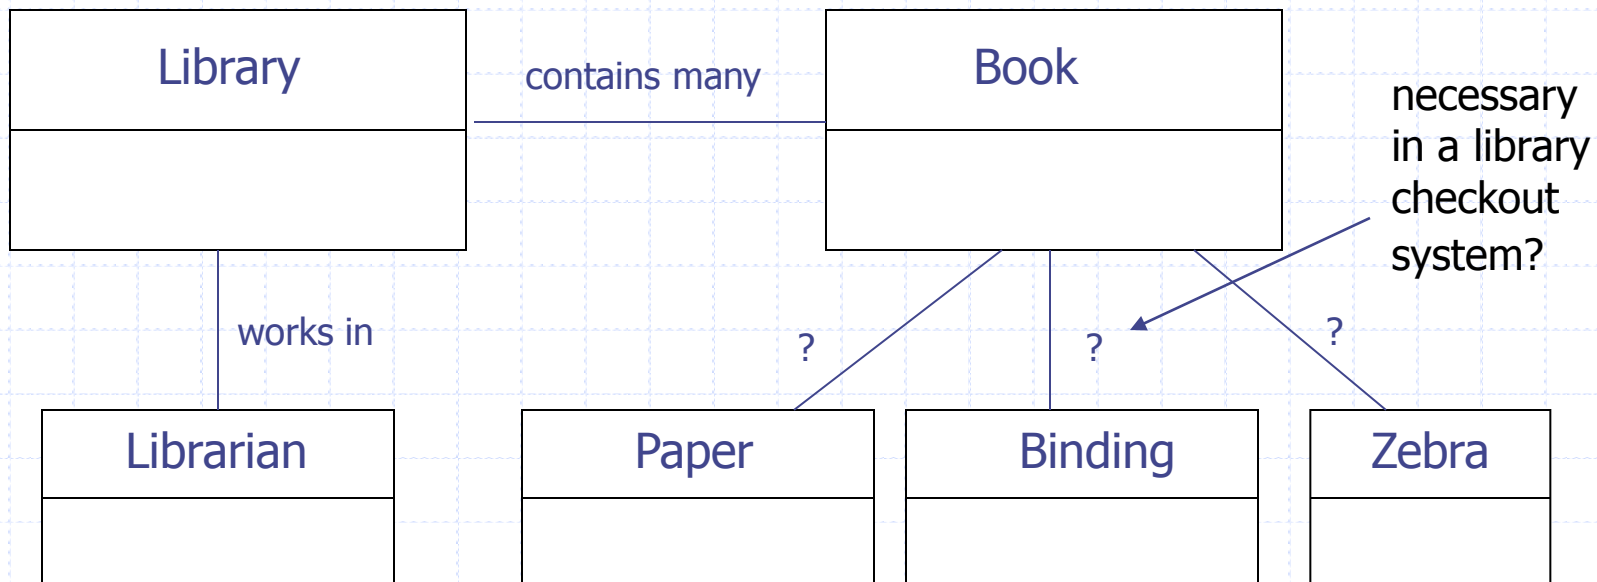 Library
contains many
Book
necessary
in a library
checkout
system?
works in
?
?
?
Librarian
Paper
Binding
Zebra